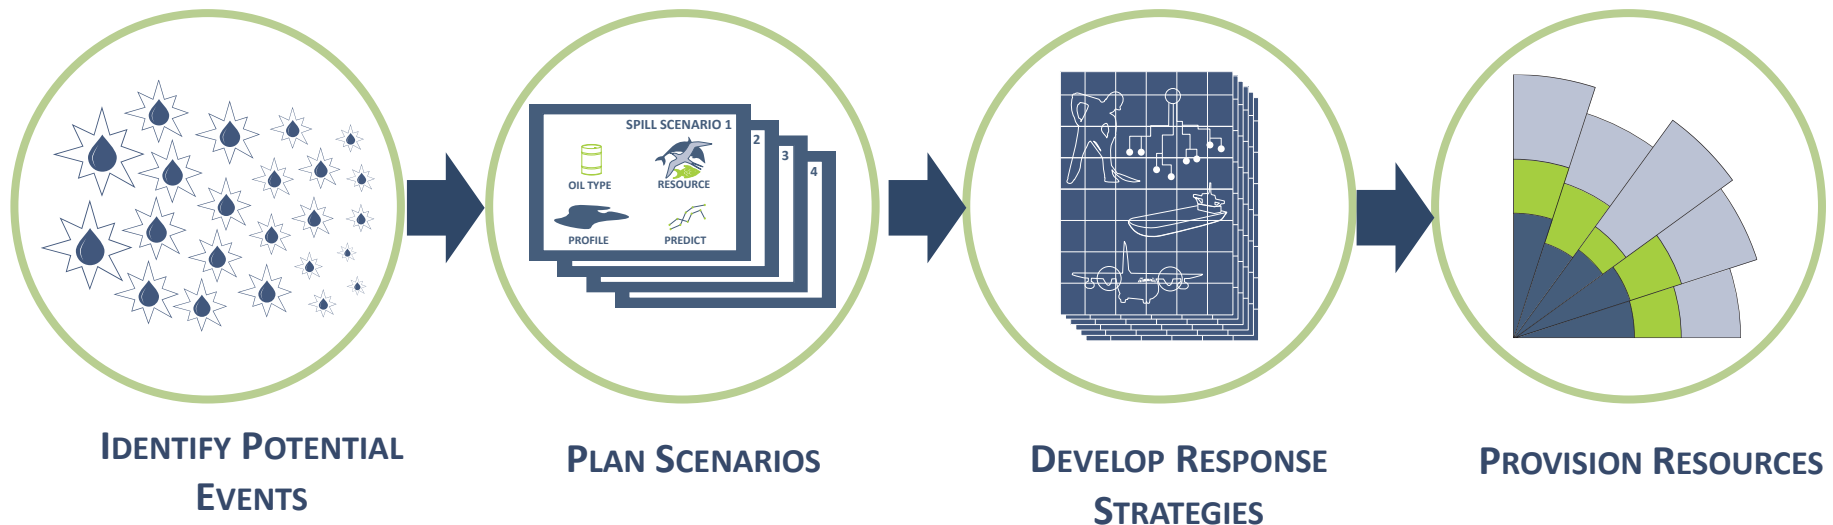 SPILL SCENARIO 1
2
3
4
OIL TYPE
RESOURCE
PROFILE
PREDICT
IDENTIFY POTENTIAL
EVENTS
PLAN SCENARIOS
DEVELOP RESPONSE
STRATEGIES
PROVISION RESOURCES